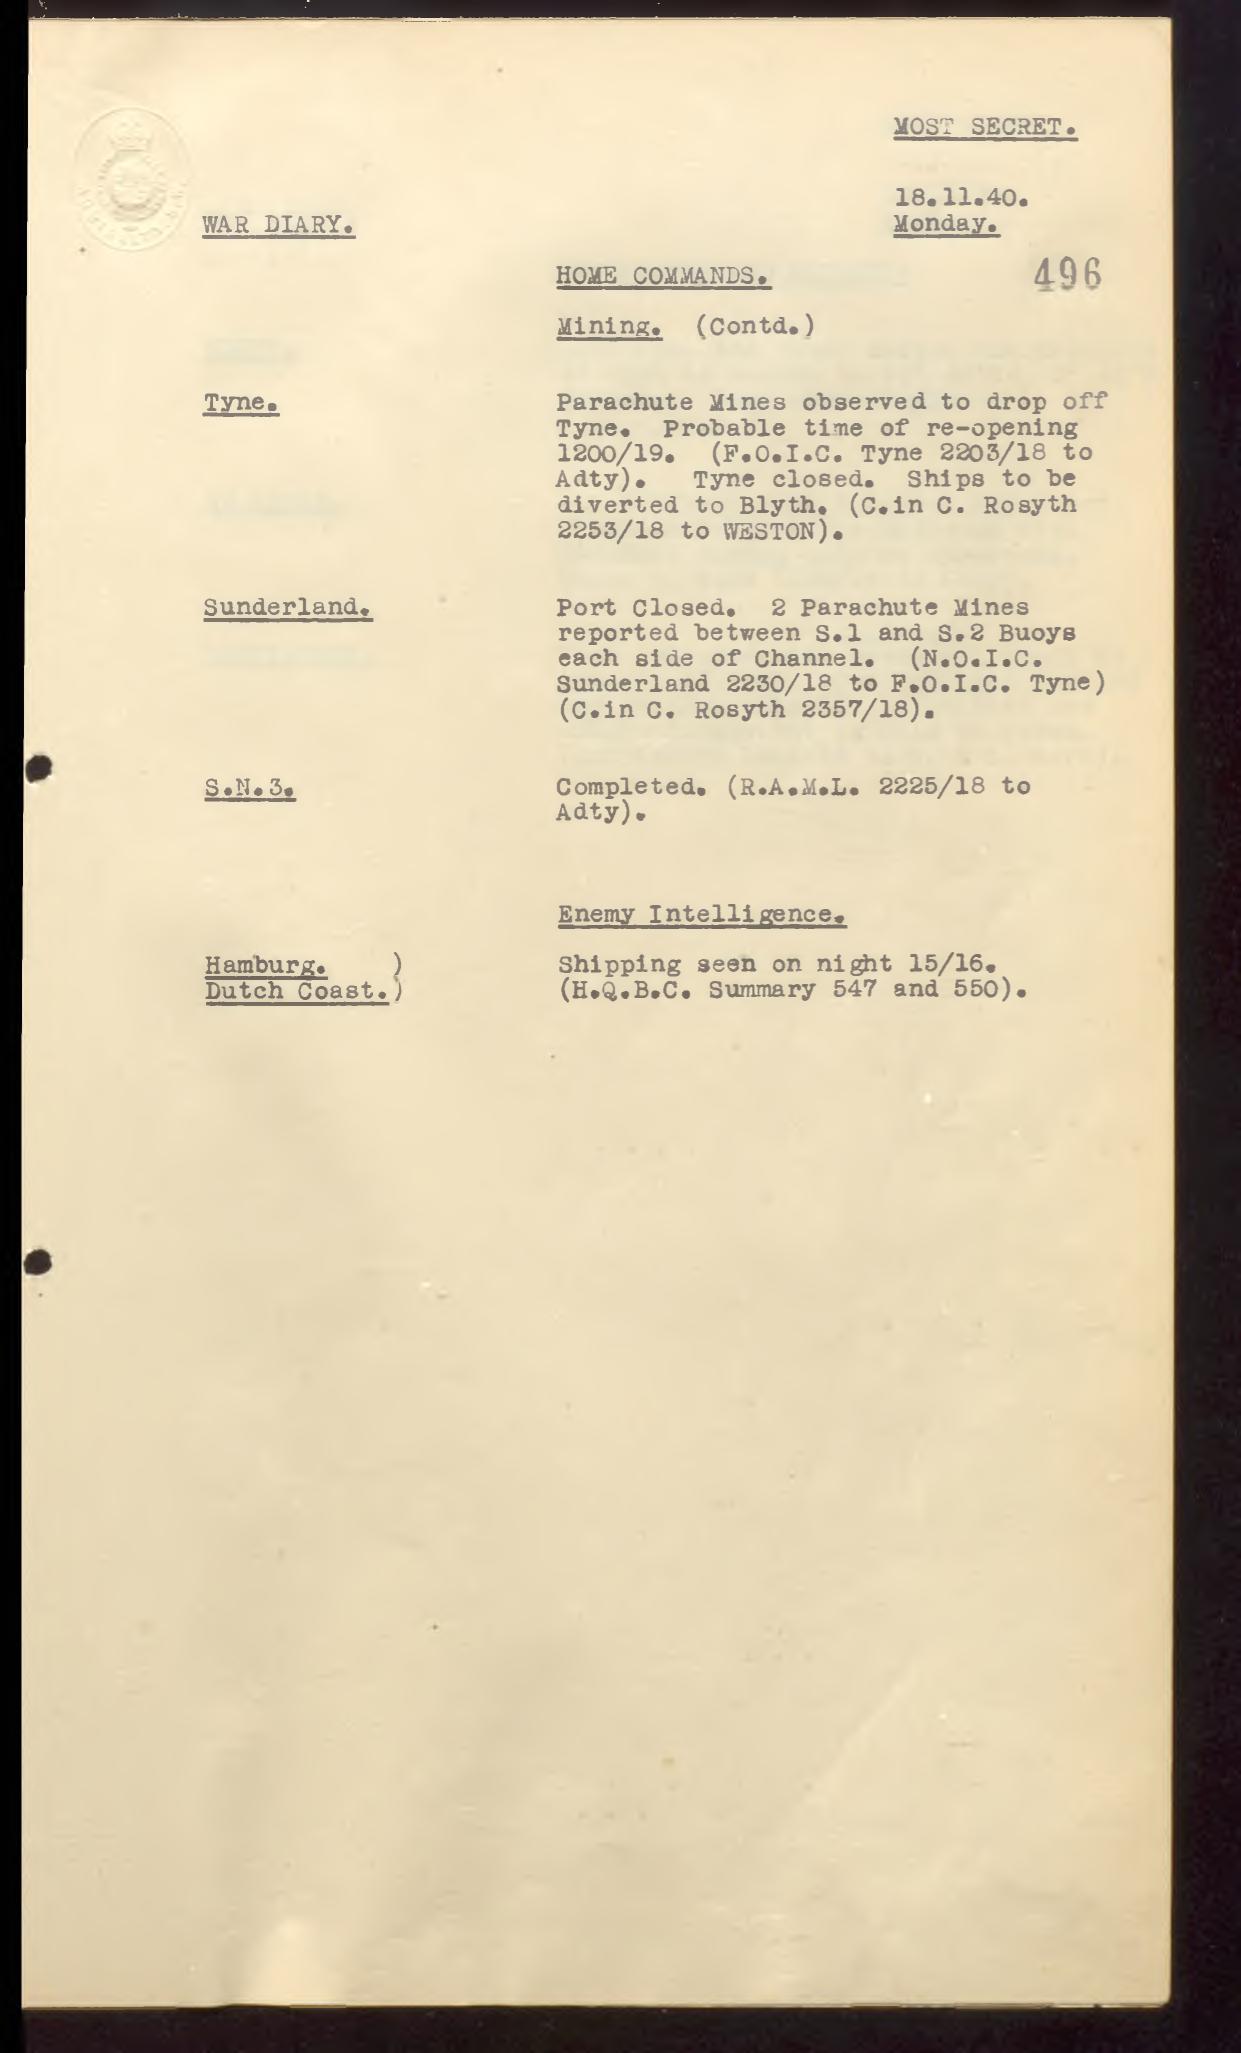 MOST SECRET.
18.11.40.
Monday.
WAR DIARY.
HOME COMMANDS.
496
Mining. (Contd.)
Tyne.
Parachute Mines observed to drop off
Tyne. Probable time of re-opening
1200/19. (F.O.I.C. Tyne 2203/18 to
Adty). Tyne closed. Ships to be
diverted to Blyth. (C.in C. Rosyth
2253/18 to WESTON).
Sunderland.
Port Closed. 2 Parachute Mines
reported between S.1 and S.2 Buoys
each side of Channel. (N.O.I.C.
Sunderland 2230/18 to F.O.I.C. Tyne)
(C.in C. Rosyth 2357/18).
S.N.3.
Completed. (R.A.M.L. 2225/18 to
Adty).
Enemy Intelligence.
Hamburg. )
Dutch Coast.)
Shipping seen on night 15/16.
(H.Q.B.C. Summary 547 and 550).